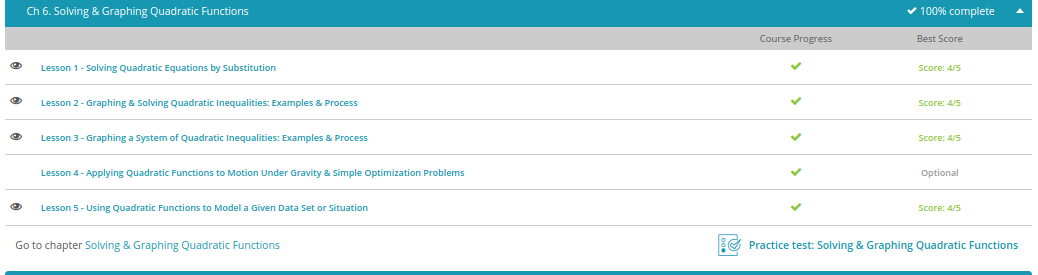 Ch 6. Solving & Graphing Quadratic Functions 100% complete
Course Progress Best Score
Lesson 1 - Solving Quadratic Equations by Substitution Score: 4/5
Lesson 2 - Graphing & Solving Quadratic Inequalities: Examples & Process Score: 4/5
Lesson 3 - Graphing a System of Quadratic Inequalities: Examples & Process Score: 4/5
Lesson 4 - Applying Quadratic Functions to Motion Under Gravity & Simple Optimization Problems Optional
Lesson 5 - Using Quadratic Functions to Model a Given Data Set or Situation Score: 4/5
Go to chapter Solving & Graphing Quadratic Functions Practice test: Solving & Graphing Quadratic Functions